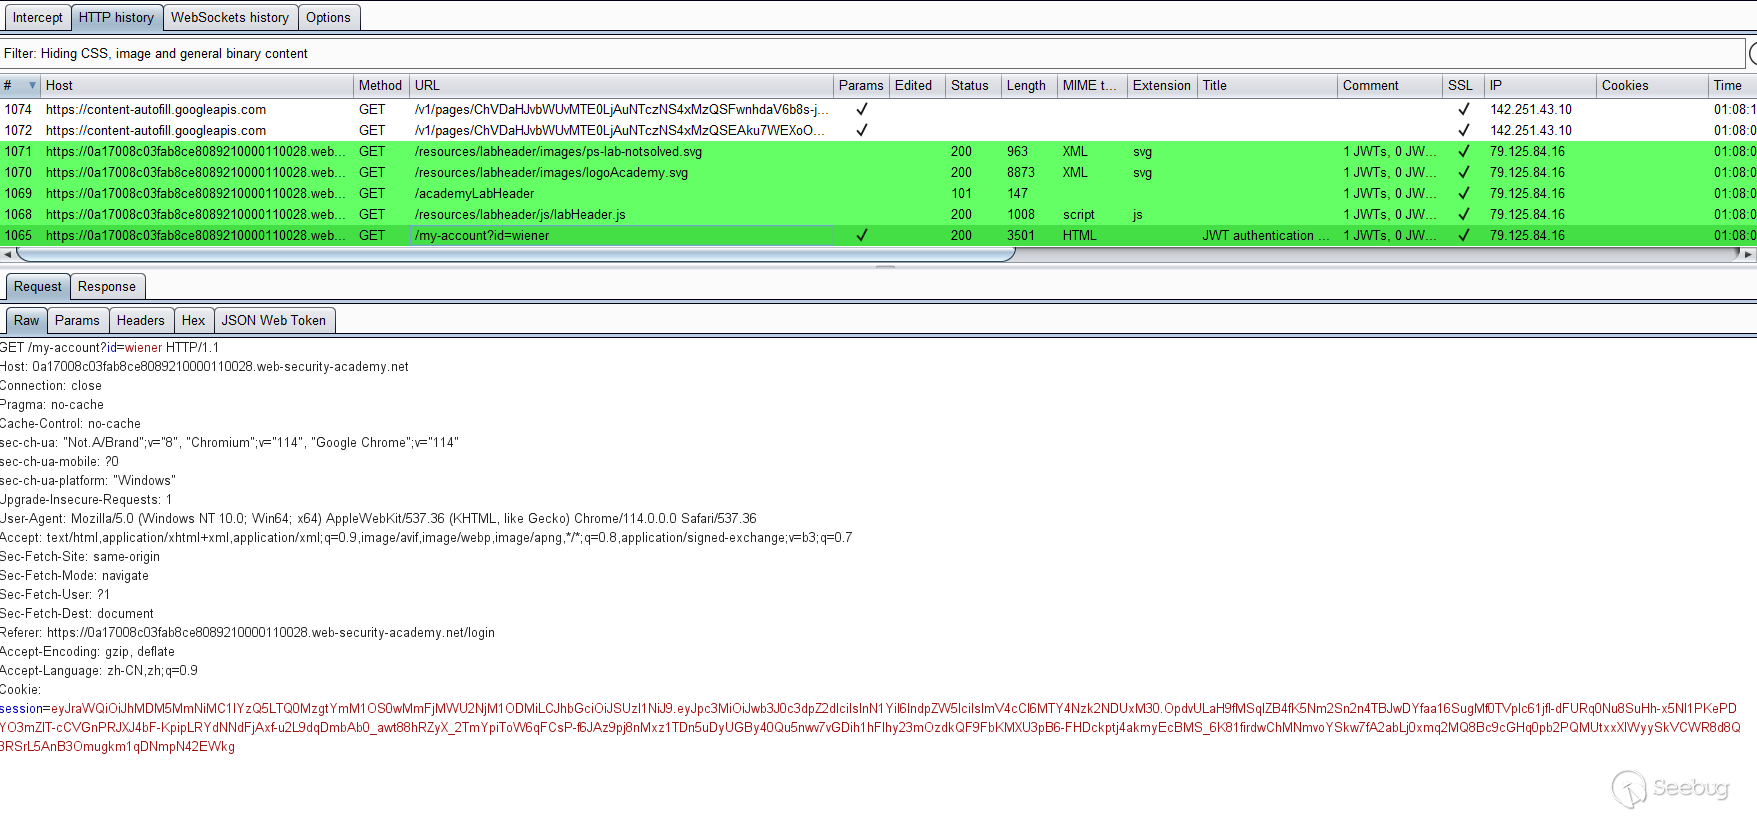 Intercept HTTP history WebSockets history Options
Filter: Hiding CSS, image and general binary content
# Host Method URL Params Edited Status Length MIME t... Extension Title Comment SSL IP Cookies Time
1074 https://content-autofill.googleapis.com GET /v1/pages/ChVDaHJvbWUvMTE0LjAuNTczNS4xMzQSFwnhdaV6b8s-j... ✓ ✓ 142.251.43.10 01:08:1
1072 https://content-autofill.googleapis.com GET /v1/pages/ChVDaHJvbWUvMTE0LjAuNTczNS4xMzQSEAku7WEXoO... ✓ ✓ 142.251.43.10 01:08:0
1071 https://0a17008c03fab8ce8089210000110028.web... GET /resources/labheader/images/ps-lab-notsolved.svg 200 963 XML svg 1 JWTs, 0 JW... ✓ 79.125.84.16 01:08:0
1070 https://0a17008c03fab8ce8089210000110028.web... GET /resources/labheader/images/logoAcademy.svg 200 8873 XML svg 1 JWTs, 0 JW... ✓ 79.125.84.16 01:08:0
1069 https://0a17008c03fab8ce8089210000110028.web... GET /academyLabHeader 101 147 1 JWTs, 0 JW... ✓ 79.125.84.16 01:08:0
1068 https://0a17008c03fab8ce8089210000110028.web... GET /resources/labheader/js/labHeader.js 200 1008 script js 1 JWTs, 0 JW... ✓ 79.125.84.16 01:08:0
1065 https://0a17008c03fab8ce8089210000110028.web... GET /my-account?id=wiener ✓ 200 3501 HTML JWT authentication ... 1 JWTs, 0 JW... ✓ 79.125.84.16 01:08:0
Request Response
Raw Params Headers Hex JSON Web Token
GET /my-account?id=wiener HTTP/1.1
Host: 0a17008c03fab8ce8089210000110028.web-security-academy.net
Connection: close
Pragma: no-cache
Cache-Control: no-cache
sec-ch-ua: "Not.A/Brand";v="8", "Chromium";v="114", "Google Chrome";v="114"
sec-ch-ua-mobile: ?0
sec-ch-ua-platform: "Windows"
Upgrade-Insecure-Requests: 1
User-Agent: Mozilla/5.0 (Windows NT 10.0; Win64; x64) AppleWebKit/537.36 (KHTML, like Gecko) Chrome/114.0.0.0 Safari/537.36
Accept: text/html,application/xhtml+xml,application/xml;q=0.9,image/avif,image/webp,image/apng,*/*;q=0.8,application/signed-exchange;v=b3;q=0.7
Sec-Fetch-Site: same-origin
Sec-Fetch-Mode: navigate
Sec-Fetch-User: ?1
Sec-Fetch-Dest: document
Referer: https://0a17008c03fab8ce8089210000110028.web-security-academy.net/login
Accept-Encoding: gzip, deflate
Accept-Language: zh-CN,zh;q=0.9
Cookie:
session=eyJraWQiOiJhMDM5MmNiMC1lYzQ5LTQ0MzgtYmM1OS0wMmFjMWU2NjM1ODMiLCJhbGciOiJSUzI1NiJ9.eyJpc3MiOiJwb3J0c3dpZ2dlciIsInN1YiI6IndpZW5lciIsImV4cCI6MTY4Nzk2NDUxM30.OpdvULaH9fMSqlZB4fK5Nm2Sn2n4TBJwDYfaa16SugMf0TVplc61jfl-dFURq0Nu8SuHh-x5Nl1PKePD
YO3mZlT-cCVGnPRJXJ4bF-KpipLRYdNNdFjAxf-u2L9dqDmbAb0_awt88hRZyX_2TmYpiToW6qFCsP-f6JAz9pj8nMxz1TDn5uDyUGBy40Qu5nw7vGDih1hFlhy23mOzdkQF9FbKMXU3pB6-FHDckptj4akmyEcBMS_6K81firdwChMNmvoYSkw7fA2abLj0xmq2MQ8Bc9cGHq0pb2PQMUtxxXlWyySkVCWR8d8Q
3RSrL5AnB3Omugkm1qDNmpN42EWkg
Seebug